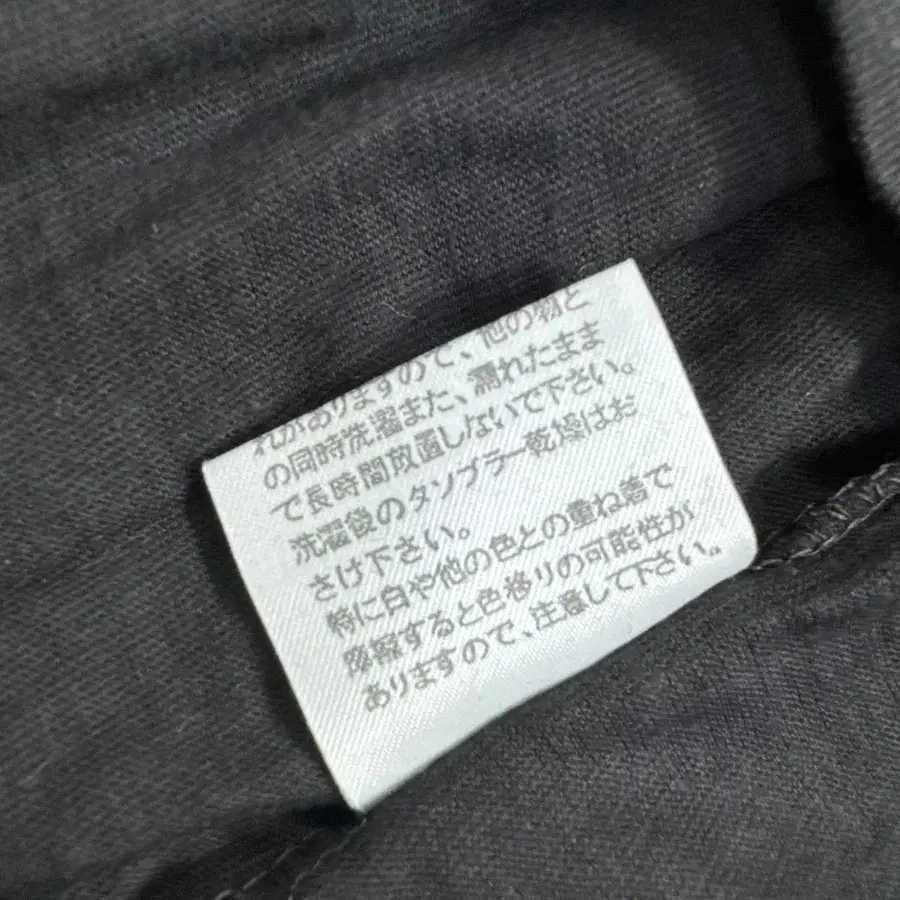 れがありますので、他の物と
の同時洗濯また、濡れたまま
で長時間放置しないで下さい。
洗濯後のタンブラー乾燥はお
さけ下さい。
特に白や他の色との重ね着で
摩擦すると色移りの可能性が
ありますので、注意して下さい。